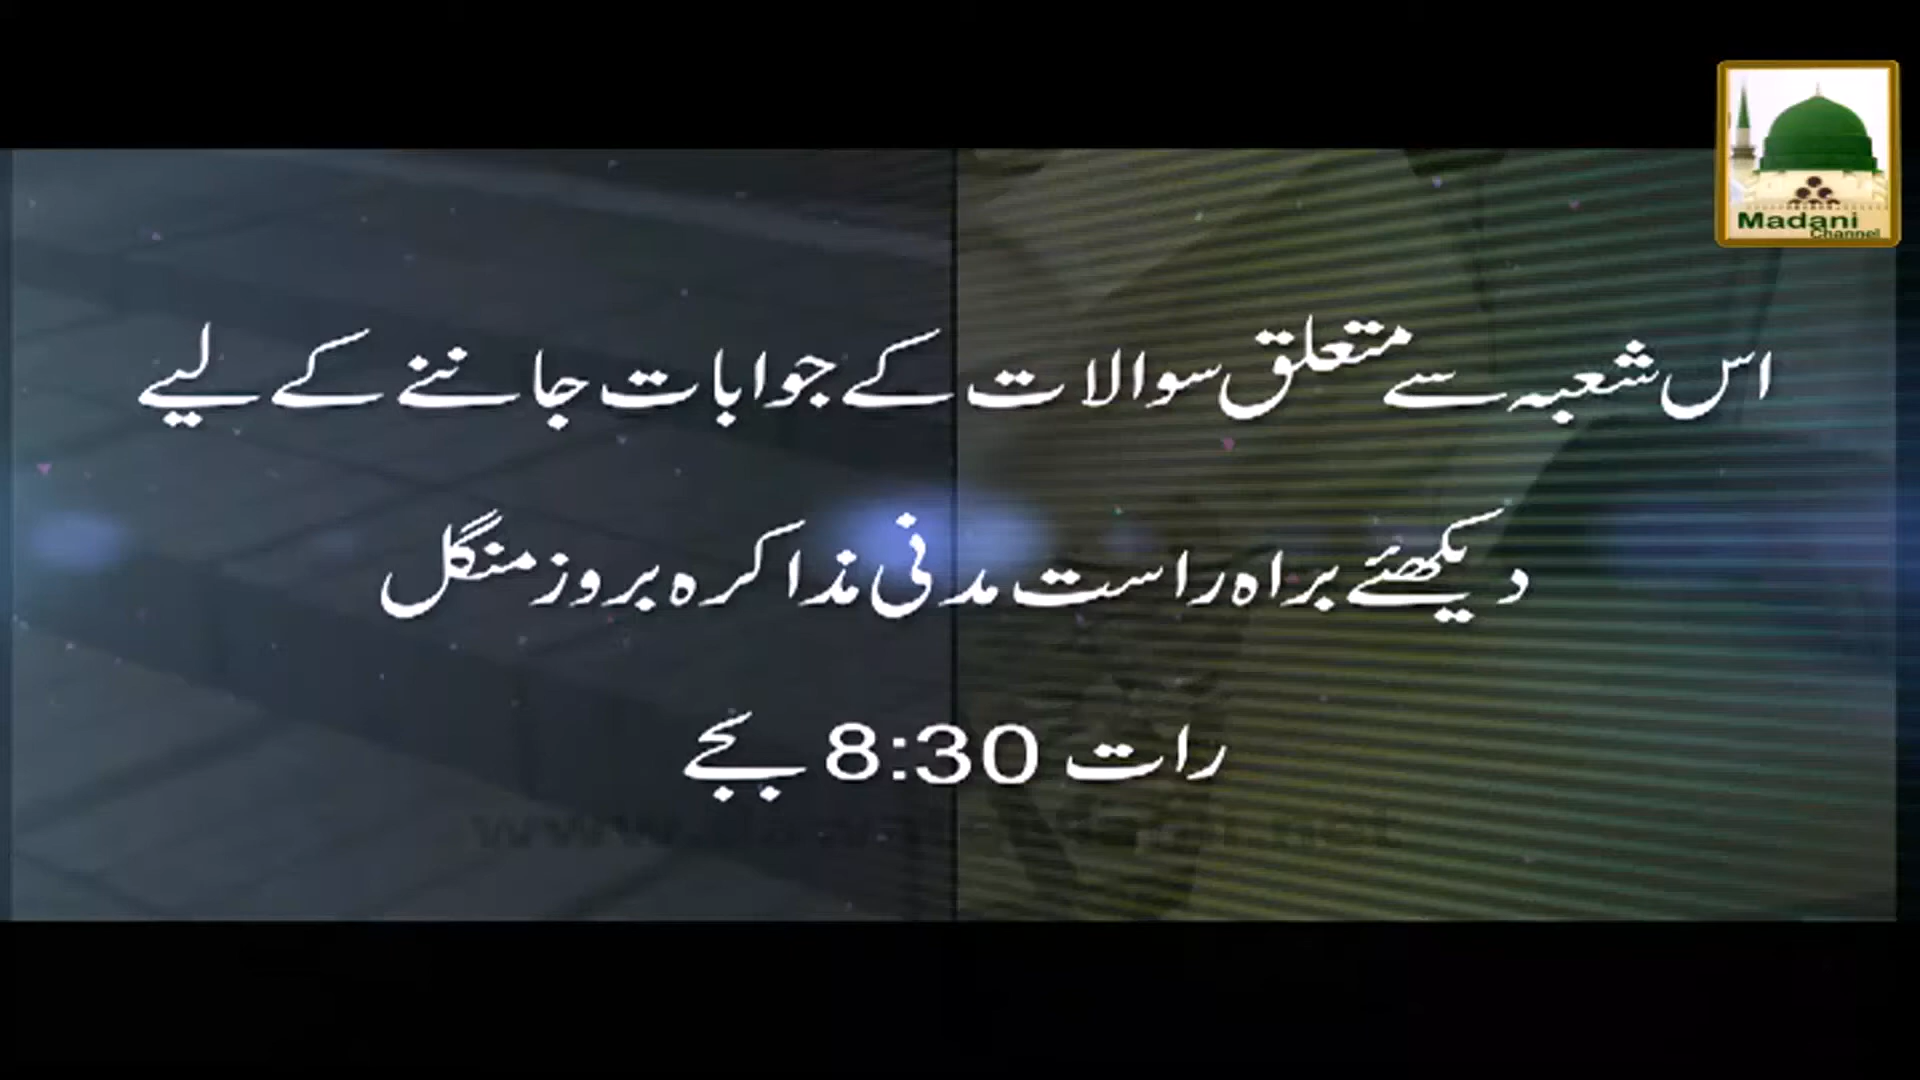 Madani
Channel
اس شعبہ سے متعلق سوالات کے جوابات جاننے کے لیے
دیکھئے براہ راست مدنی مذاکرہ بروز منگل
رات 8:30 بجے